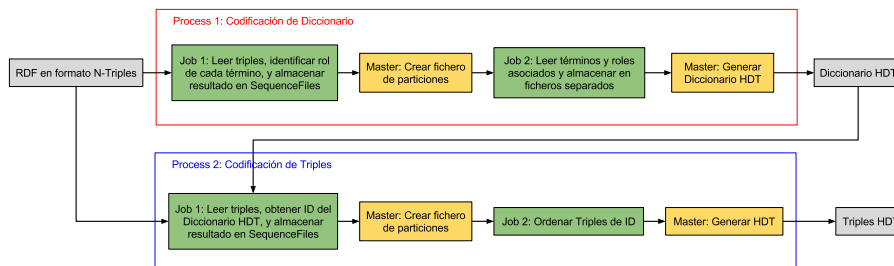 Process 1: Codificación de Diccionario
RDF en formato N-Triples
Job 1: Leer triples, identificar rol
de cada término, y almacenar
resultado en SequenceFiles
Master: Crear fichero
de particiones
Job 2: Leer términos y roles
asociados y almacenar en
ficheros separados
Master: Generar
Diccionario HDT
Diccionario HDT
Process 2: Codificación de Triples
Job 1: Leer triples, obtener ID del
Diccionario HDT, y almacenar
resultado en SequenceFiles
Master: Crear fichero
de particiones
Job 2: Ordenar Triples de ID
Master: Generar HDT
Triples HDT